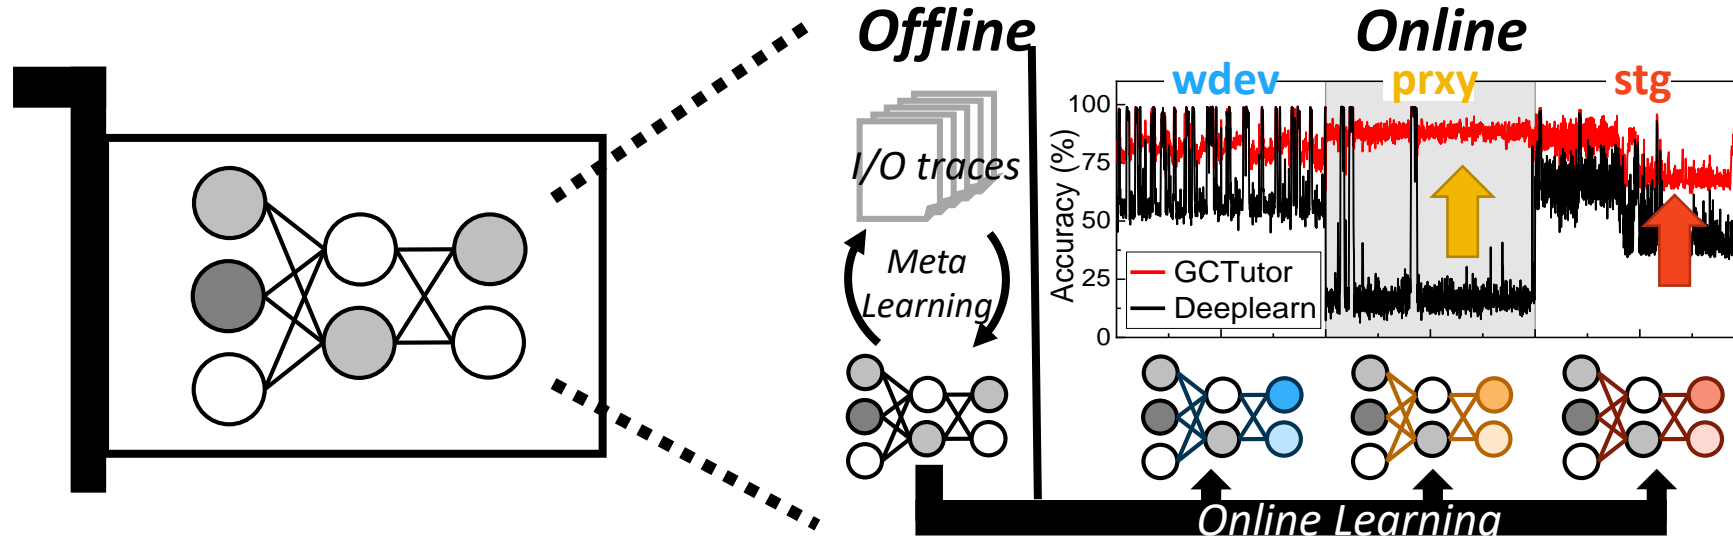 Offline
Online
I/O traces
Meta
Learning
wdev
prxy
stg
Accuracy (%)
100
75
50
25
0
GCTutor
Deeplearn
Online Learning